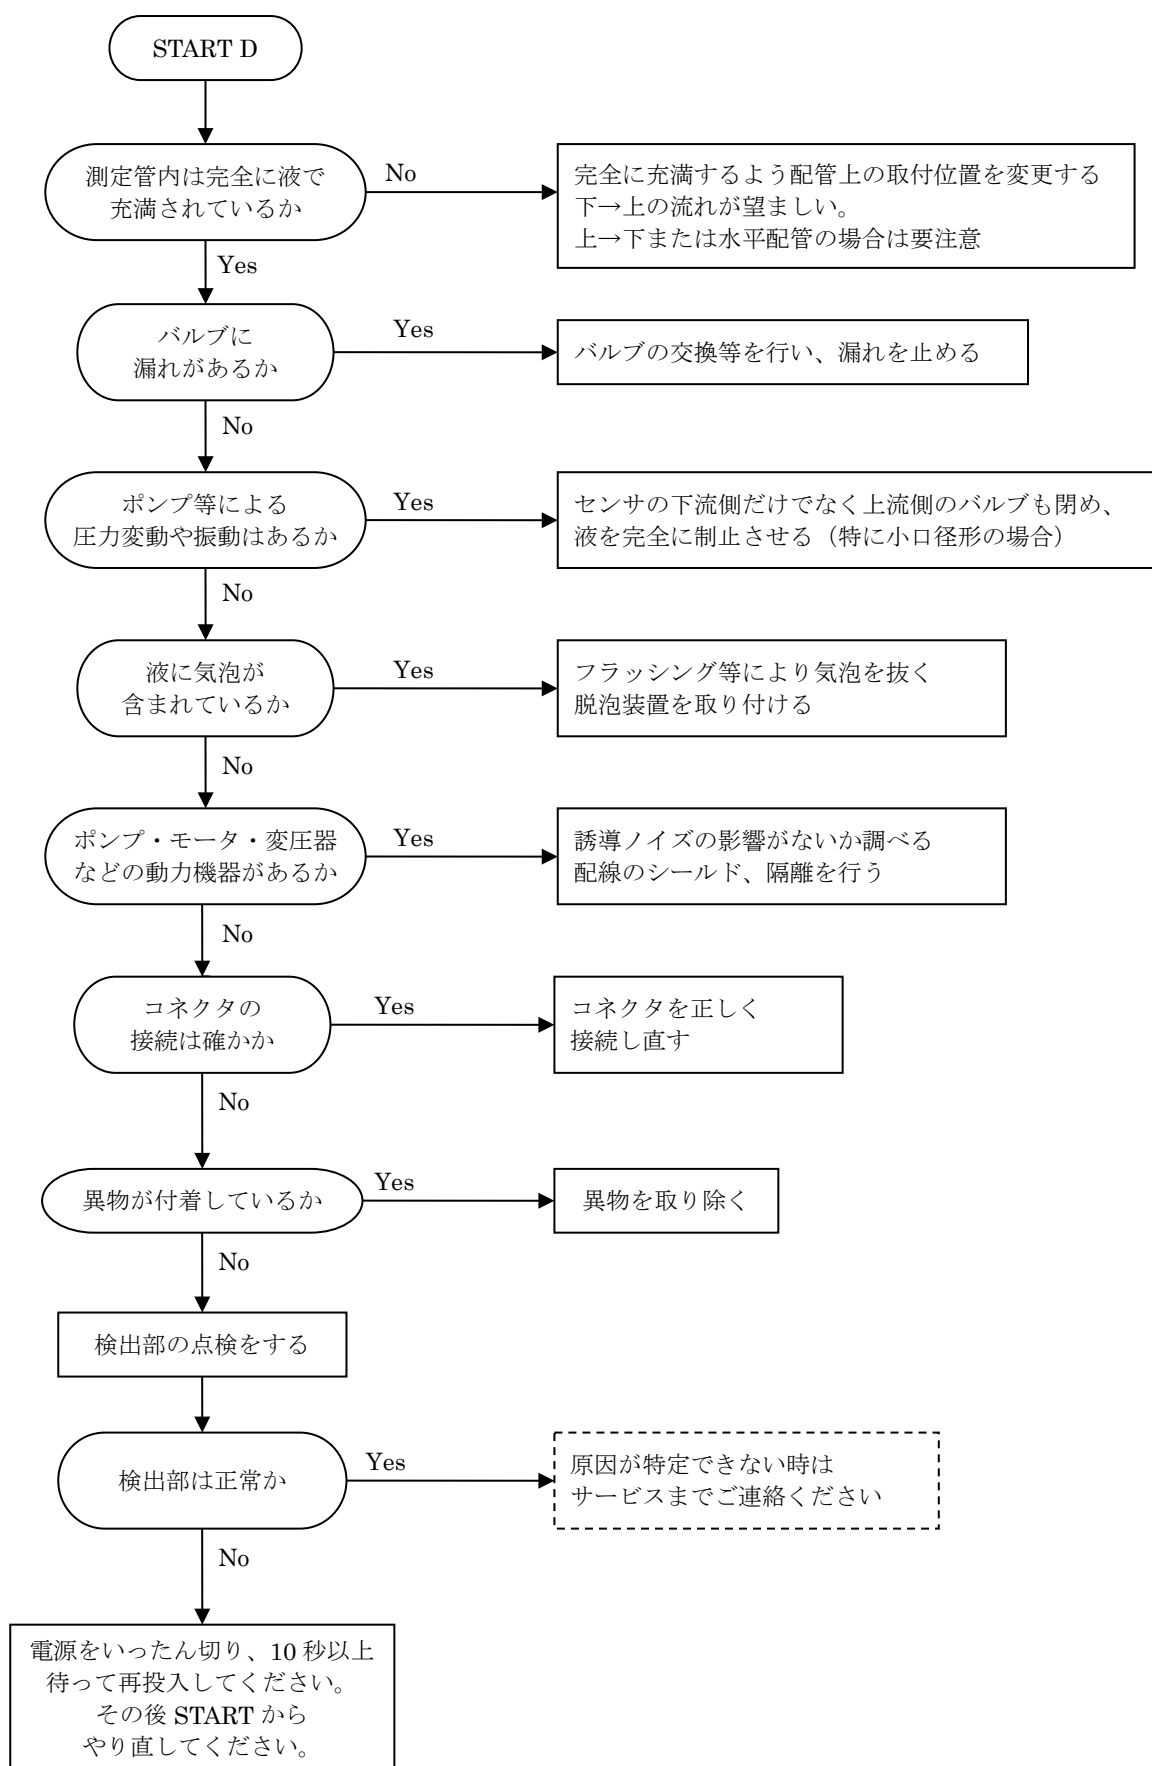 START D
測定管内は完全に液で
充満されているか
No
完全に充満するよう配管上の取付位置を変更する
下→上の流れが望ましい。
上→下または水平配管の場合は要注意
Yes
バルブに
漏れがあるか
Yes
バルブの交換等を行い、漏れを止める
No
ポンプ等による
圧力変動や振動はあるか
Yes
センサの下流側だけでなく上流側のバルブも閉め、
液を完全に制止させる（特に小口径形の場合）
No
液に気泡が
含まれているか
Yes
フラッシング等により気泡を抜く
脱泡装置を取り付ける
No
ポンプ・モータ・変圧器
などの動力機器があるか
Yes
誘導ノイズの影響がないか調べる
配線のシールド、隔離を行う
No
コネクタの
接続は確かか
Yes
コネクタを正しく
接続し直す
No
異物が付着しているか
Yes
異物を取り除く
No
検出部の点検をする
検出部は正常か
Yes
原因が特定できない時は
サービスまでご連絡ください
No
電源をいったん切り、10 秒以上
待って再投入してください。
その後 START から
やり直してください。